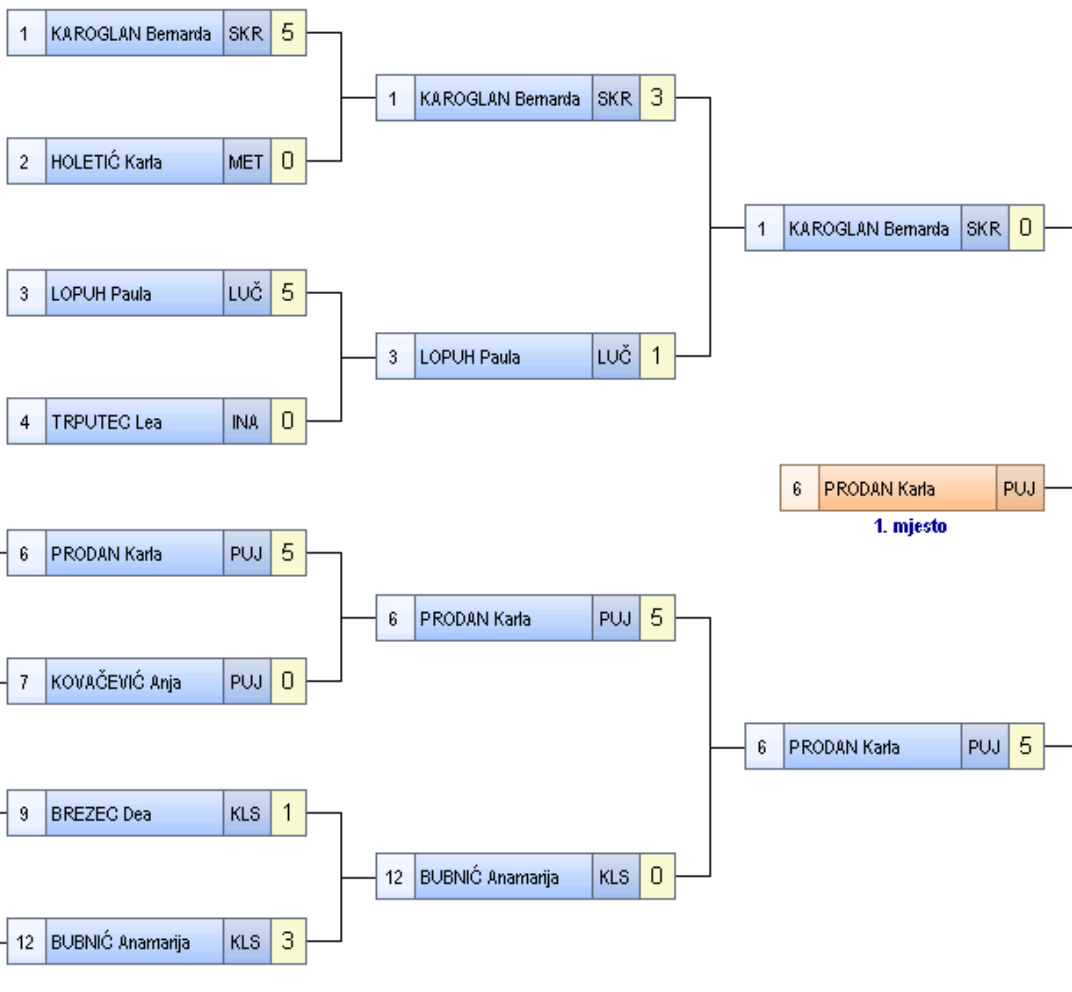 1 KAROGLAN Bernarda SKR 5
1 KAROGLAN Bernarda SKR 3
2 HOLETIĆ Karla MET 0
1 KAROGLAN Bernarda SKR 0
3 LOPUH Paula LUČ 5
3 LOPUH Paula LUČ 1
4 TRPUTEC Lea INA 0
6 PRODAN Karla PUJ
1. mjesto
6 PRODAN Karla PUJ 5
6 PRODAN Karla PUJ 5
7 KOVAČEVIĆ Anja PUJ 0
6 PRODAN Karla PUJ 5
9 BREZEC Dea KLS 1
12 BUBNIĆ Anamarija KLS 0
12 BUBNIĆ Anamarija KLS 3